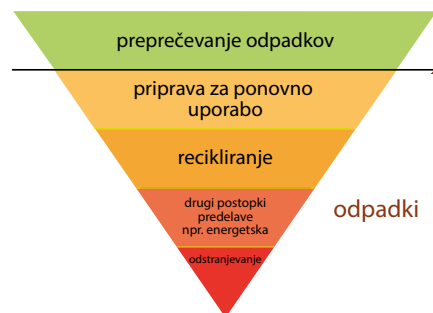 preprečevanje odpadkov
priprava za ponovno
uporabo
recikliranje
drugi postopki
predelave
npr. energetska
odpadki
odstranjevanje